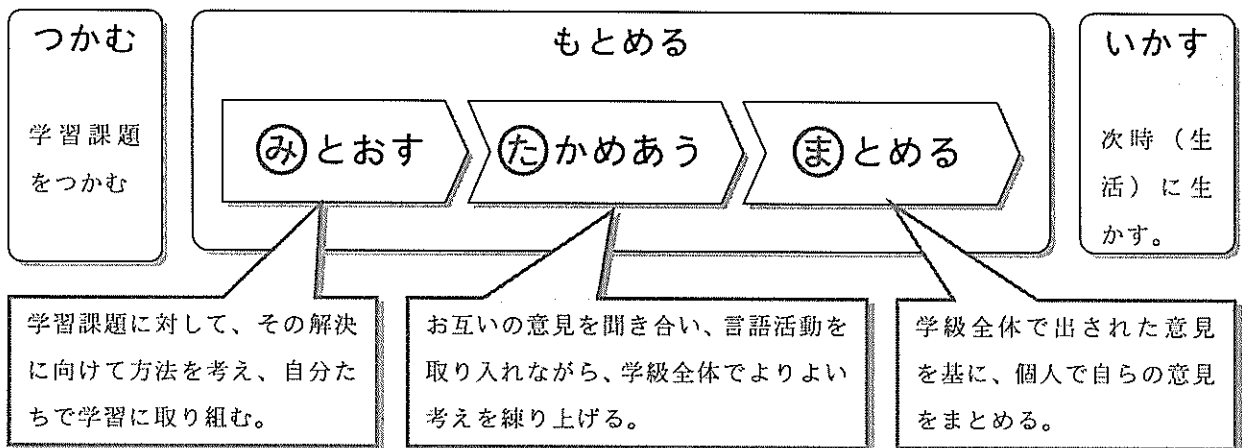 つかむ
学習課題
をつかむ
もとめる
みとおす
たかめあう
まとめる
いかす
次時（生
活）に生
かす。
学習課題に対して、その解決
に向けて方法を考え、自分た
ちで学習に取り組む。
お互いの意見を聞き合い、言語活動を
取り入れながら、学級全体でよりよい
考えを練り上げる。
学級全体で出された意見
を基に、個人で自らの意見
をまとめる。